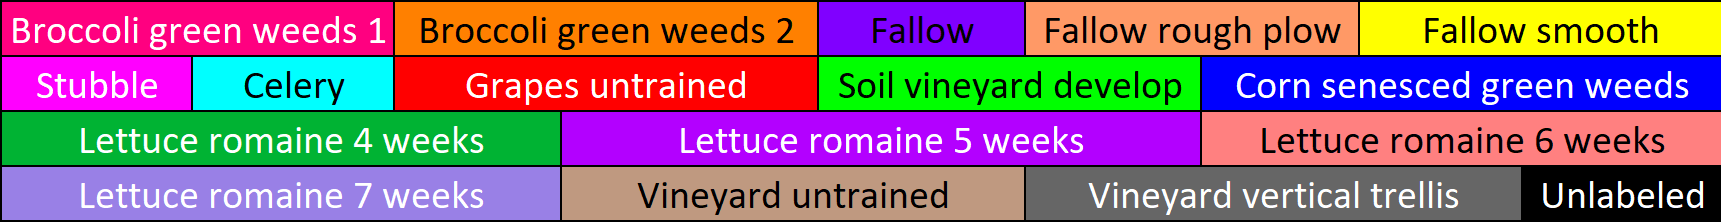 Broccoli green weeds 1 Broccoli green weeds 2 Fallow Fallow rough plow Fallow smooth
Stubble Celery Grapes untrained Soil vineyard develop Corn senesced green weeds
Lettuce romaine 4 weeks Lettuce romaine 5 weeks Lettuce romaine 6 weeks
Lettuce romaine 7 weeks Vineyard untrained Vineyard vertical trellis Unlabeled